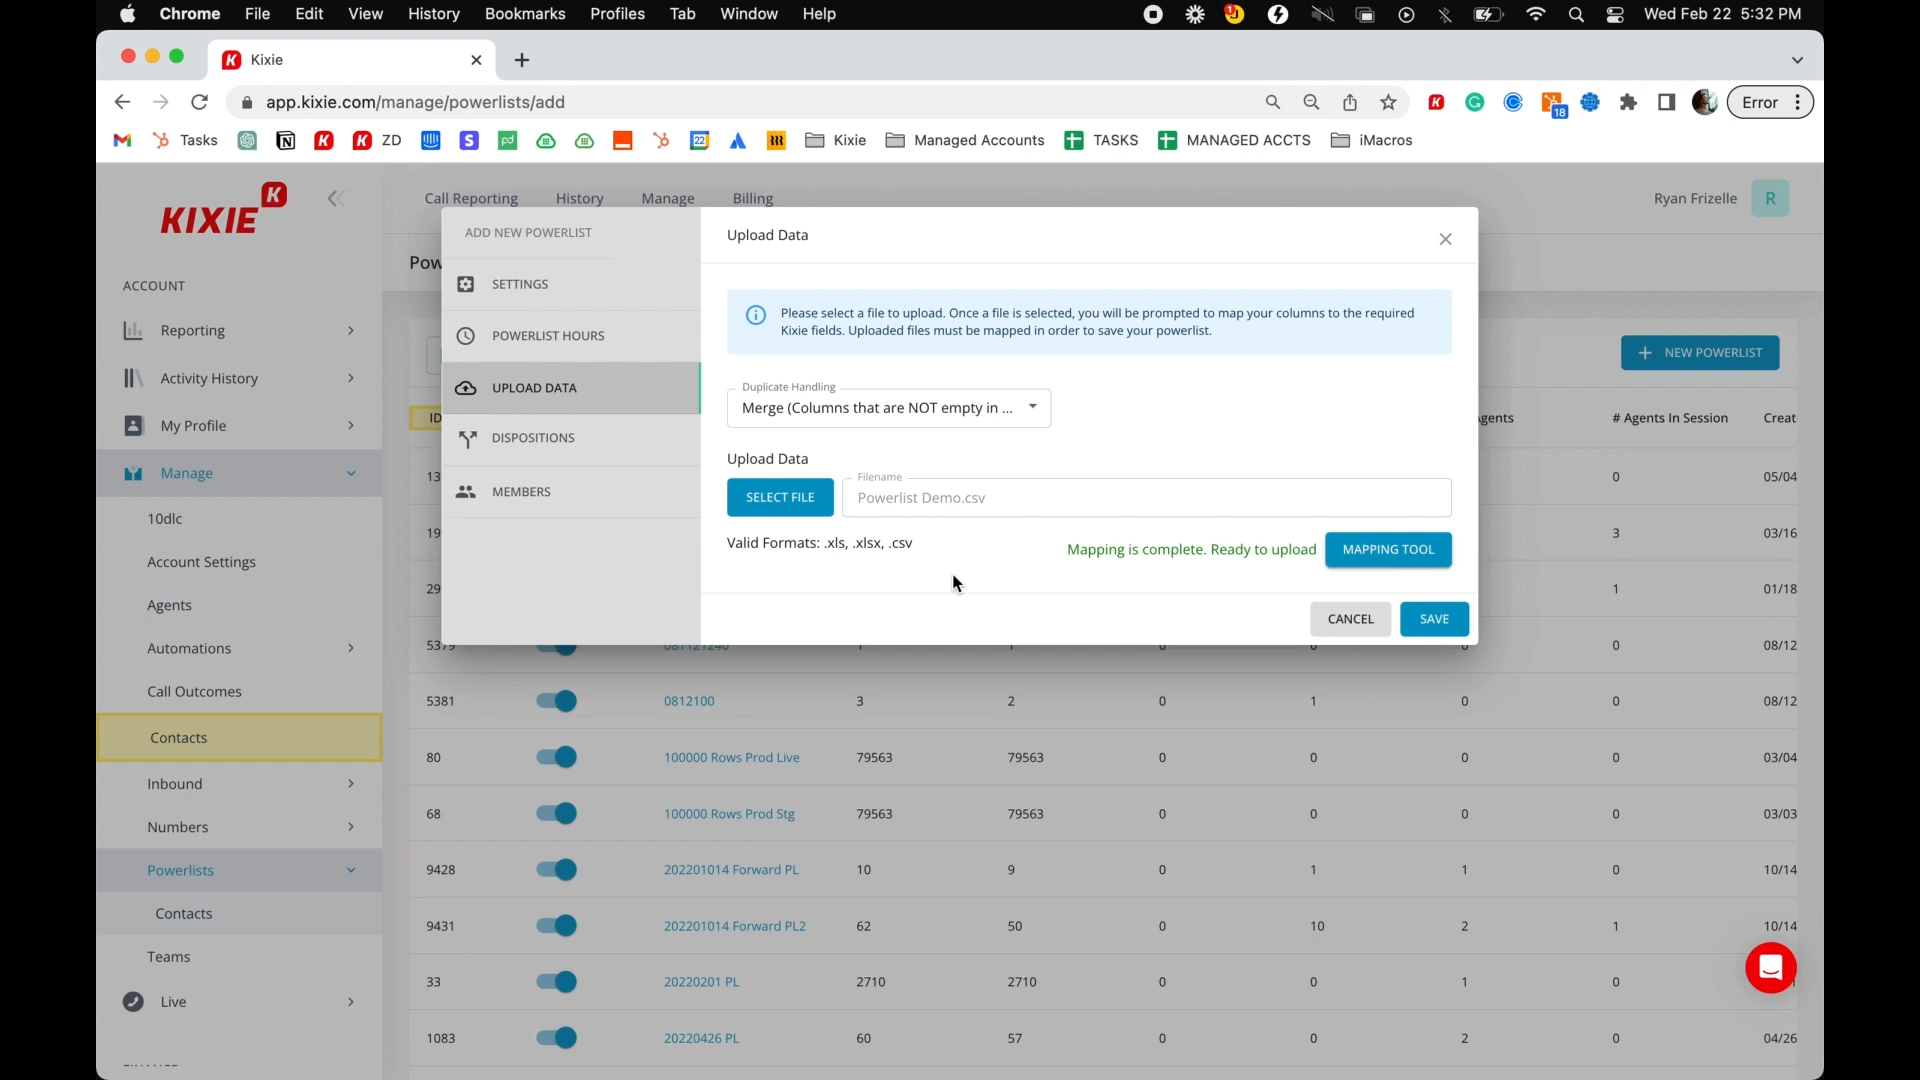 Chrome File Edit View History Bookmarks Profiles Tab Window Help 1 J Wed Feb 22 5:32 PM
K Kixie
app.kixie.com/manage/powerlists/add K 18 Error
Tasks K K ZD S pd 22 Kixie Managed Accounts TASKS MANAGED ACCTS iMacros
KIXIE K
Call Reporting History Manage Billing Ryan Frizelle R
ADD NEW POWERLIST
Upload Data
Pow
ACCOUNT
SETTINGS
Please select a file to upload. Once a file is selected, you will be prompted to map your columns to the required
Kixie fields. Uploaded files must be mapped in order to save your powerlist.
Reporting
POWERLIST HOURS
+ NEW POWERLIST
Activity History
UPLOAD DATA
Duplicate Handling
Merge (Columns that are NOT empty in ...
ID gents # Agents In Session Creat
My Profile
DISPOSITIONS
Upload Data
Manage
13 0 05/04
MEMBERS
SELECT FILE
Filename
Powerlist Demo.csv
10dlc
19 3 03/16
Valid Formats: .xls, .xlsx, .csv
Mapping is complete. Ready to upload MAPPING TOOL
Account Settings
29 1 01/18
Agents
CANCEL SAVE
Automations
5379 081121240 1 1 0 0 0 0 08/12
Call Outcomes
5381 0812100 3 2 0 1 0 0 08/12
Contacts
80 100000 Rows Prod Live 79563 79563 0 0 0 0 03/04
Inbound
68 100000 Rows Prod Stg 79563 79563 0 0 0 0 03/03
Numbers
Powerlists
9428 202201014 Forward PL 10 9 0 1 1 0 10/14
Contacts
9431 202201014 Forward PL2 62 50 0 10 2 1 10/14
Teams
33 20220201 PL 2710 2710 0 0 1 0
Live
1083 20220426 PL 60 57 0 0 2 0 04/26